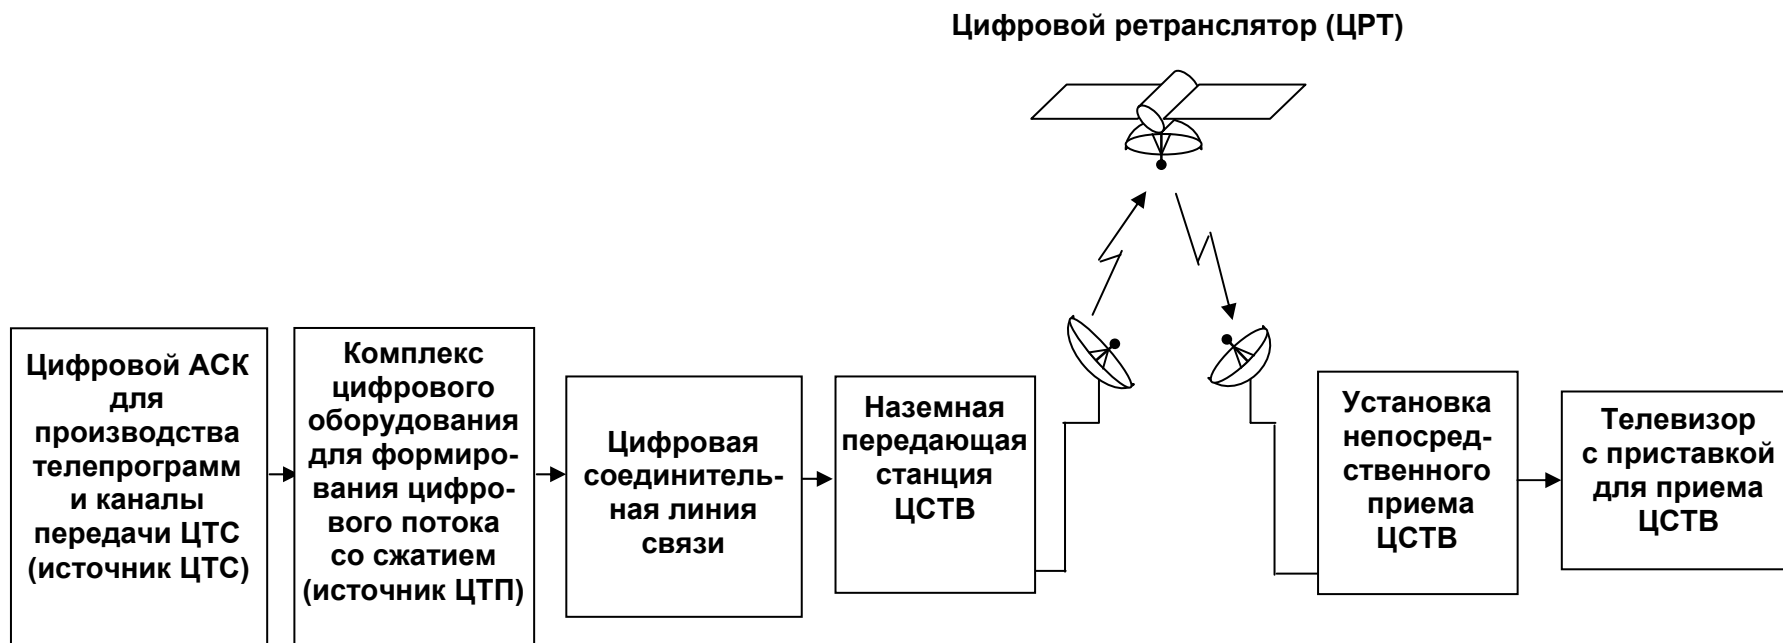 Цифровой ретранслятор (ЦРТ)
Цифровой АСК
для
производства
телепрограмм
и каналы
передачи ЦТС
(источник ЦТС)
Комплекс
цифрового
оборудования
для формиро-
вания цифро-
вого потока
со сжатием
(источник ЦТП)
Цифровая
соединитель-
ная линия
связи
Наземная
передающая
станция
ЦСТВ
Установка
непосред-
ственного
приема
ЦСТВ
Телевизор
с приставкой
для приема
ЦСТВ